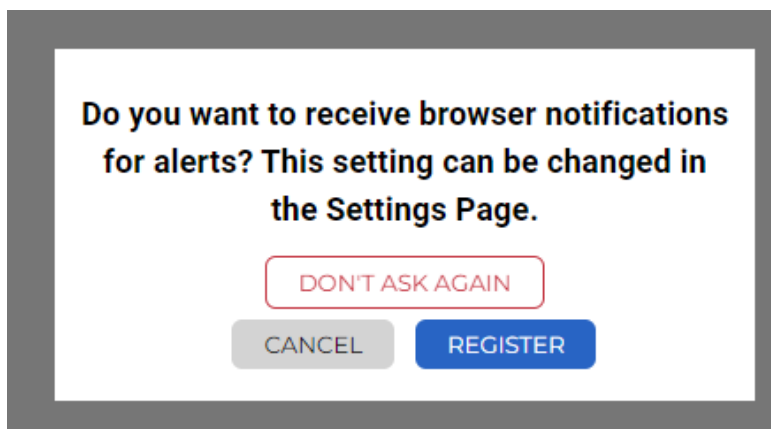 Do you want to receive browser notifications
for alerts? This setting can be changed in
the Settings Page.
DON'T ASK AGAIN
CANCEL REGISTER